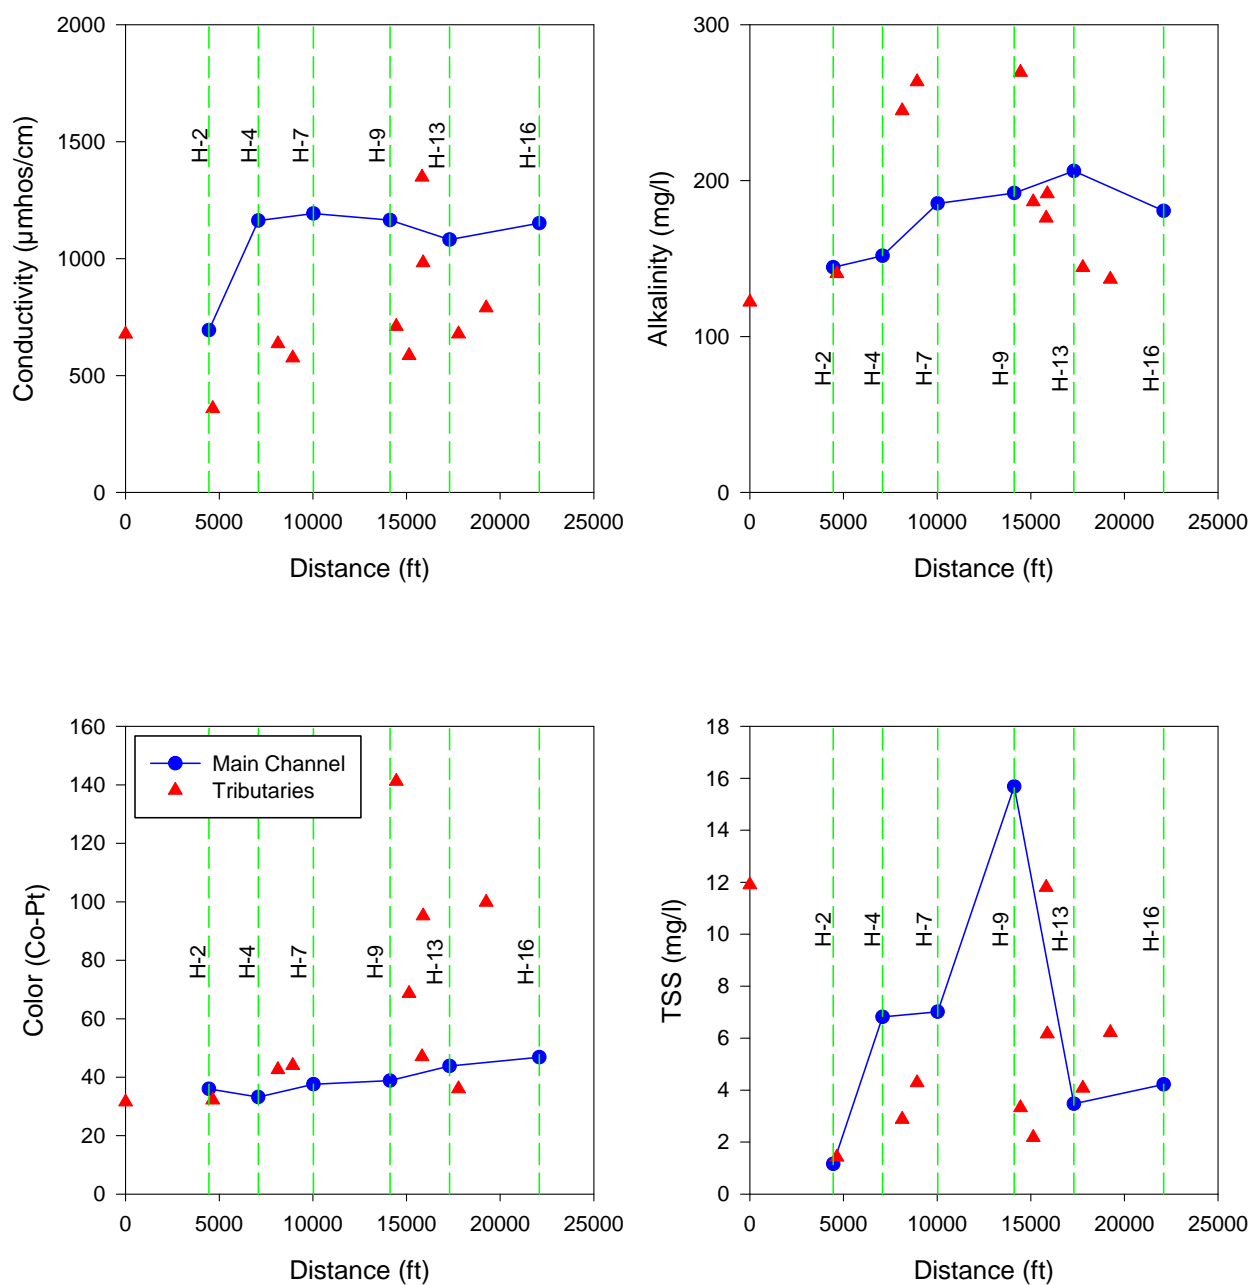 2000
1500
1000
500
0
Conductivity (µmhos/cm)
H-2
H-4
H-7
H-9
H-13
H-16
0 5000 10000 15000 20000 25000
Distance (ft)
300
200
100
0
Alkalinity (mg/l)
H-2
H-4
H-7
H-9
H-13
H-16
0 5000 10000 15000 20000 25000
Distance (ft)
160
140
120
100
80
60
40
20
0
Color (Co-Pt)
Main Channel
Tributaries
H-2
H-4
H-7
H-9
H-13
H-16
0 5000 10000 15000 20000 25000
Distance (ft)
18
16
14
12
10
8
6
4
2
0
TSS (mg/l)
H-2
H-4
H-7
H-9
H-13
H-16
0 5000 10000 15000 20000 25000
Distance (ft)